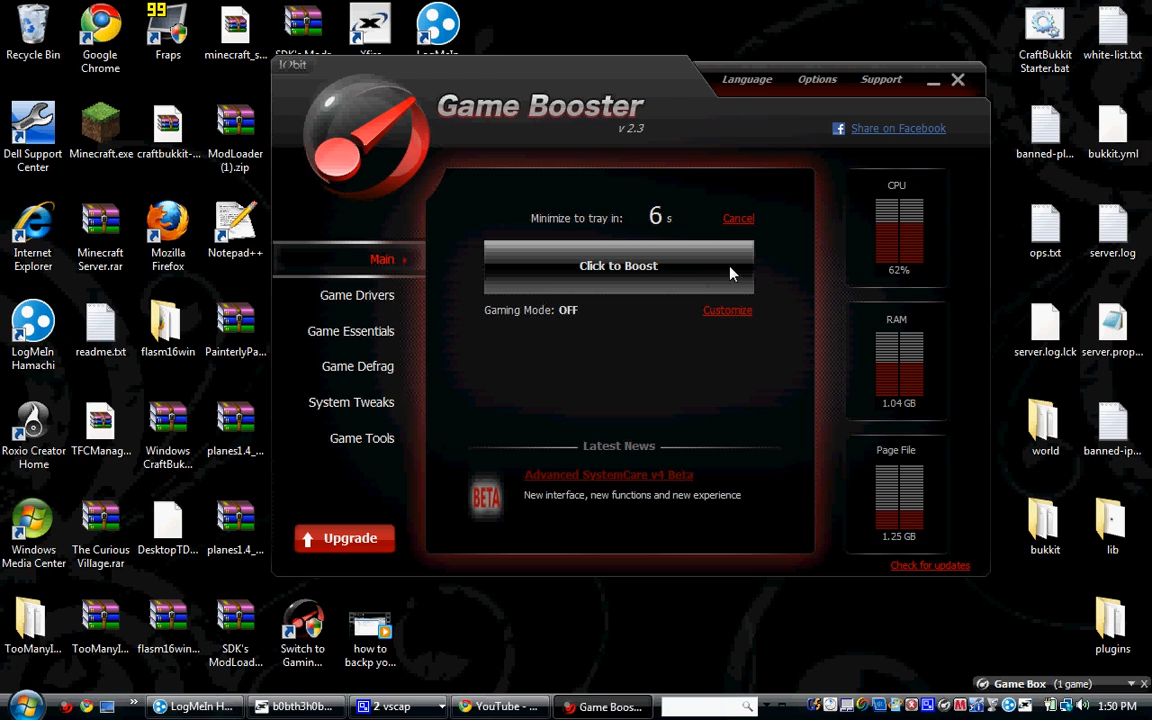 99
Recycle Bin
Google
Chrome
Fraps
minecraft_s...
SDK's Mods
Xfire
LogMeIn
CraftBukkit
Starter.bat
white-list.txt
IObit
Language
Options
Support
Game Booster
v 2.3
Share on Facebook
Dell Support
Center
Minecraft.exe
craftbukkit-...
ModLoader
(1).zip
banned-pl...
bukkit.yml
CPU
62%
Minimize to tray in: 6 s
Cancel
Click to Boost
Gaming Mode: OFF
Customize
Main
Game Drivers
Game Essentials
Game Defrag
System Tweaks
Game Tools
Internet
Explorer
Minecraft
Server.rar
Mozilla
Firefox
Notepad++
ops.txt
server.log
RAM
1.04 GB
LogMeIn
Hamachi
readme.txt
flasm16win
PainterlyPa...
server.log.lck
server.prop...
Latest News
Advanced SystemCare v4 Beta
BETA
New interface, new functions and new experience
Page File
1.25 GB
Roxio Creator
Home
TFCManag...
Windows
CraftBuk...
planes1.4_...
world
banned-ip...
Upgrade
Check for updates
Windows
Media Center
The Curious
Village.rar
DesktopTD...
planes1.4_...
bukkit
lib
TooManyI...
TooManyI...
flasm16win...
SDK's
ModLoad...
Switch to
Gamin...
how to
backp yo...
plugins
Game Box (1 game)
LogMeIn H...
b0bth3h0b...
2 vscap
YouTube - ...
Game Boos...
1:50 PM